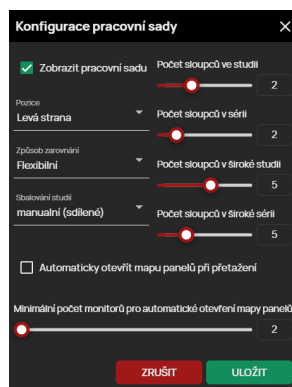 Konfigurace pracovní sady
Zobrazit pracovní sadu
Pozice
Levá strana
Způsob zarovnání
Flexibilní
Sbalování studií
manualní (sdílené)
Počet sloupců ve studii
2
Počet sloupců v sérii
2
Počet sloupců v široké studii
5
Počet sloupců v široké sérii
5
Automaticky otevřít mapu panelů při přetažení
Minimální počet monitorů pro automatické otevření mapy panelů
2
ZRUŠIT
ULOŽIT